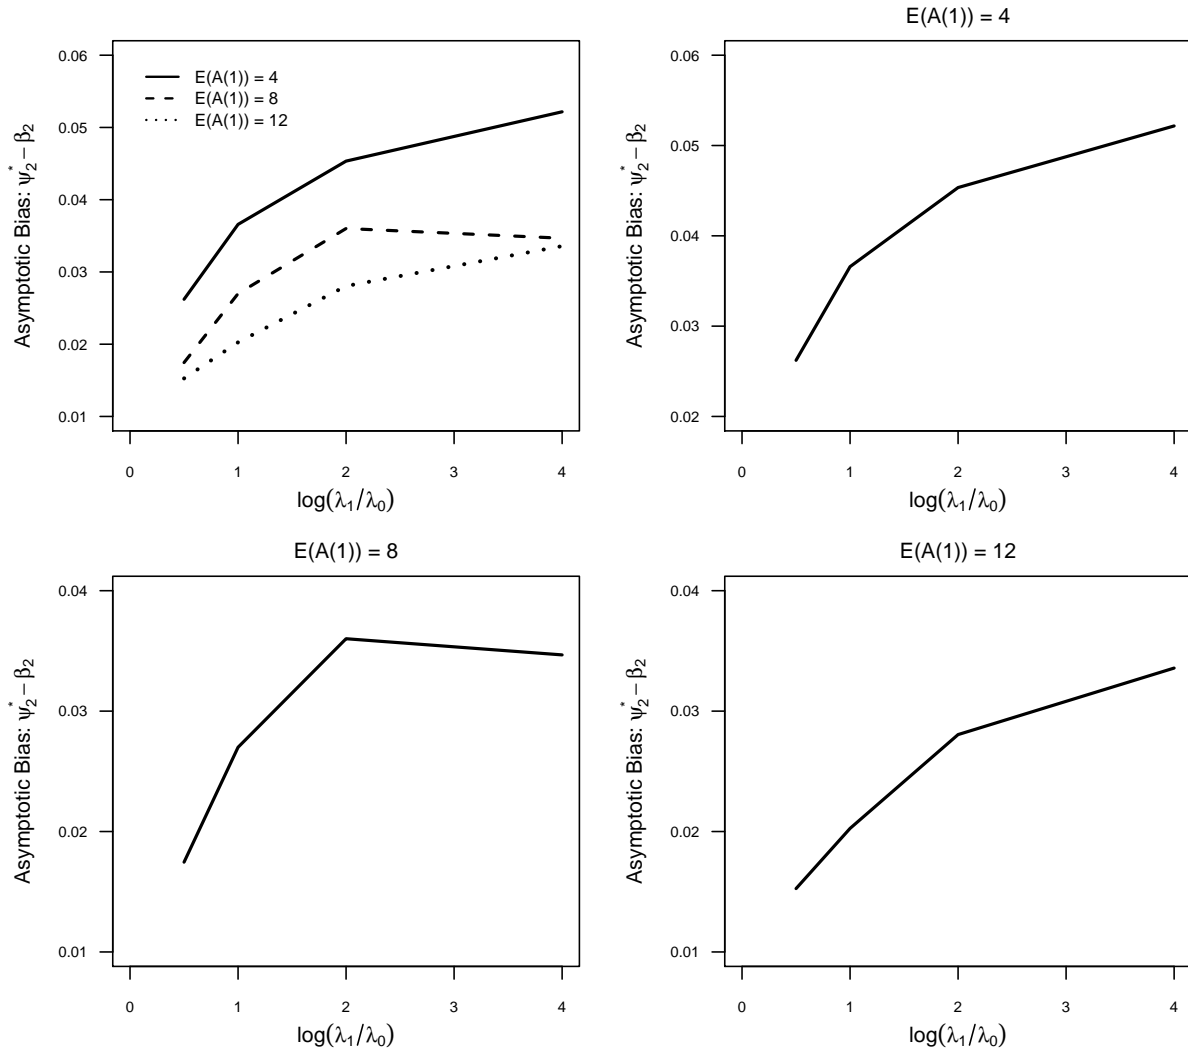 Asymptotic Bias: ψ₂* − β₂
0.06
0.05
0.04
0.03
0.02
0.01
E(A(1)) = 4
E(A(1)) = 8
E(A(1)) = 12
0 1 2 3 4
log(λ₁/λ₀)
E(A(1)) = 4
Asymptotic Bias: ψ₂* − β₂
0.06
0.05
0.04
0.03
0.02
0 1 2 3 4
log(λ₁/λ₀)
E(A(1)) = 8
Asymptotic Bias: ψ₂* − β₂
0.04
0.03
0.02
0.01
0 1 2 3 4
log(λ₁/λ₀)
E(A(1)) = 12
Asymptotic Bias: ψ₂* − β₂
0.04
0.03
0.02
0.01
0 1 2 3 4
log(λ₁/λ₀)